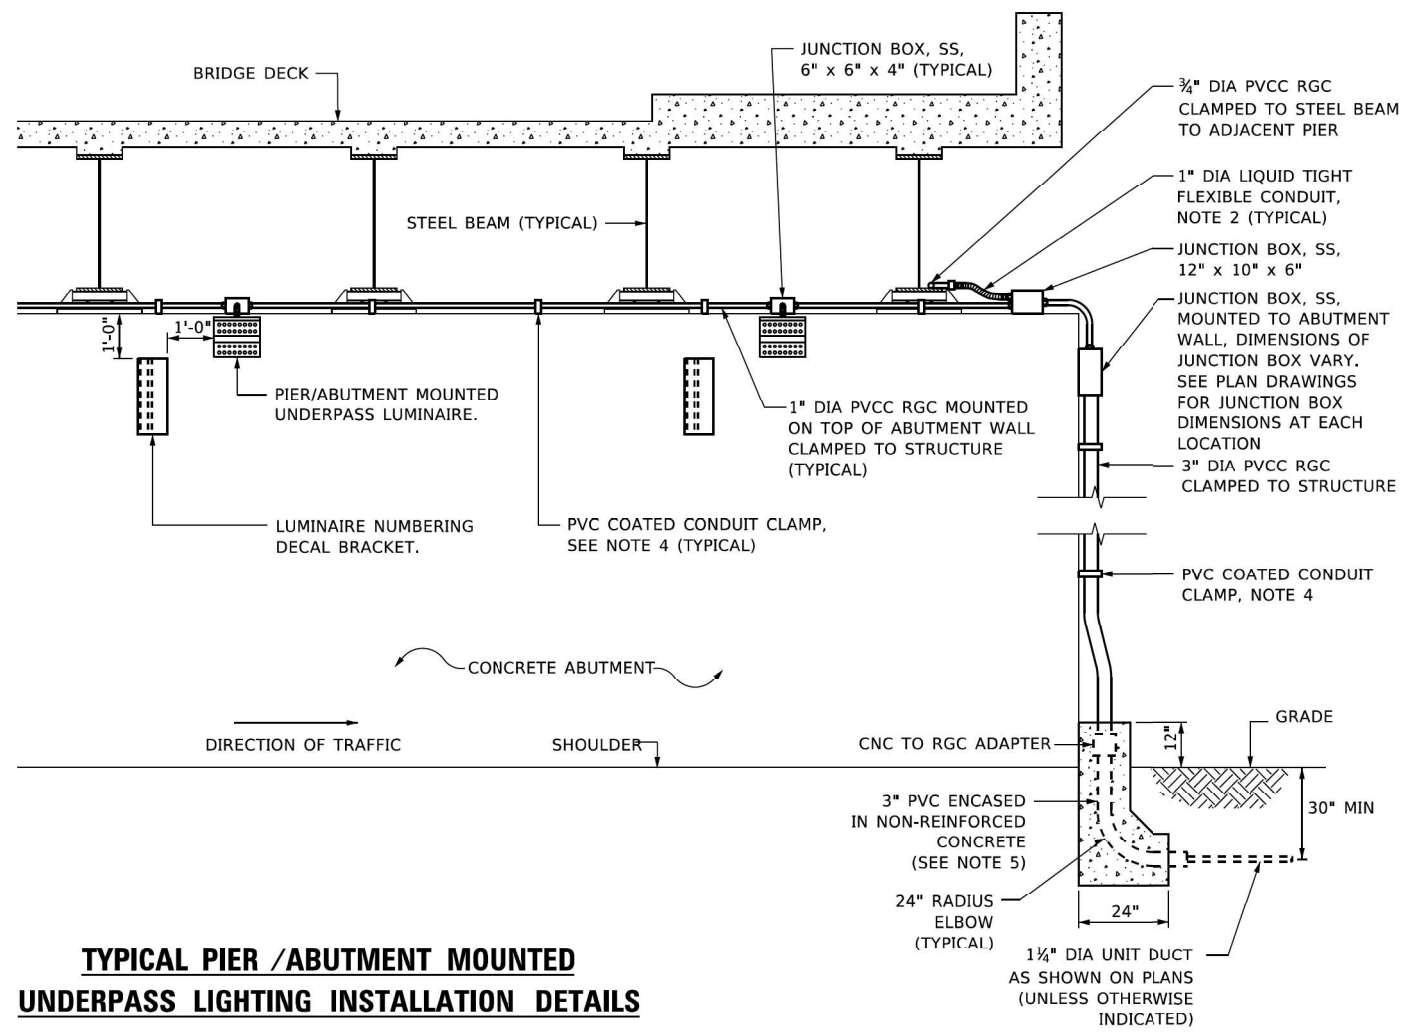 BRIDGE DECK
JUNCTION BOX, SS,
6" x 6" x 4" (TYPICAL)
¾" DIA PVCC RGC
CLAMPED TO STEEL BEAM
TO ADJACENT PIER
1" DIA LIQUID TIGHT
FLEXIBLE CONDUIT,
NOTE 2 (TYPICAL)
STEEL BEAM (TYPICAL)
JUNCTION BOX, SS,
12" x 10" x 6"
JUNCTION BOX, SS,
MOUNTED TO ABUTMENT
WALL, DIMENSIONS OF
JUNCTION BOX VARY.
SEE PLAN DRAWINGS
FOR JUNCTION BOX
DIMENSIONS AT EACH
LOCATION
1'-0"
1'-0"
PIER/ABUTMENT MOUNTED
UNDERPASS LUMINAIRE.
1" DIA PVCC RGC MOUNTED
ON TOP OF ABUTMENT WALL
CLAMPED TO STRUCTURE
(TYPICAL)
3" DIA PVCC RGC
CLAMPED TO STRUCTURE
LUMINAIRE NUMBERING
DECAL BRACKET.
PVC COATED CONDUIT CLAMP,
SEE NOTE 4 (TYPICAL)
PVC COATED CONDUIT
CLAMP, NOTE 4
CONCRETE ABUTMENT
DIRECTION OF TRAFFIC
SHOULDER
CNC TO RGC ADAPTER
12"
GRADE
3" PVC ENCASED
IN NON-REINFORCED
CONCRETE
(SEE NOTE 5)
30" MIN
24" RADIUS
ELBOW
(TYPICAL)
24"
1¼" DIA UNIT DUCT
AS SHOWN ON PLANS
(UNLESS OTHERWISE
INDICATED)
TYPICAL PIER /ABUTMENT MOUNTED
UNDERPASS LIGHTING INSTALLATION DETAILS